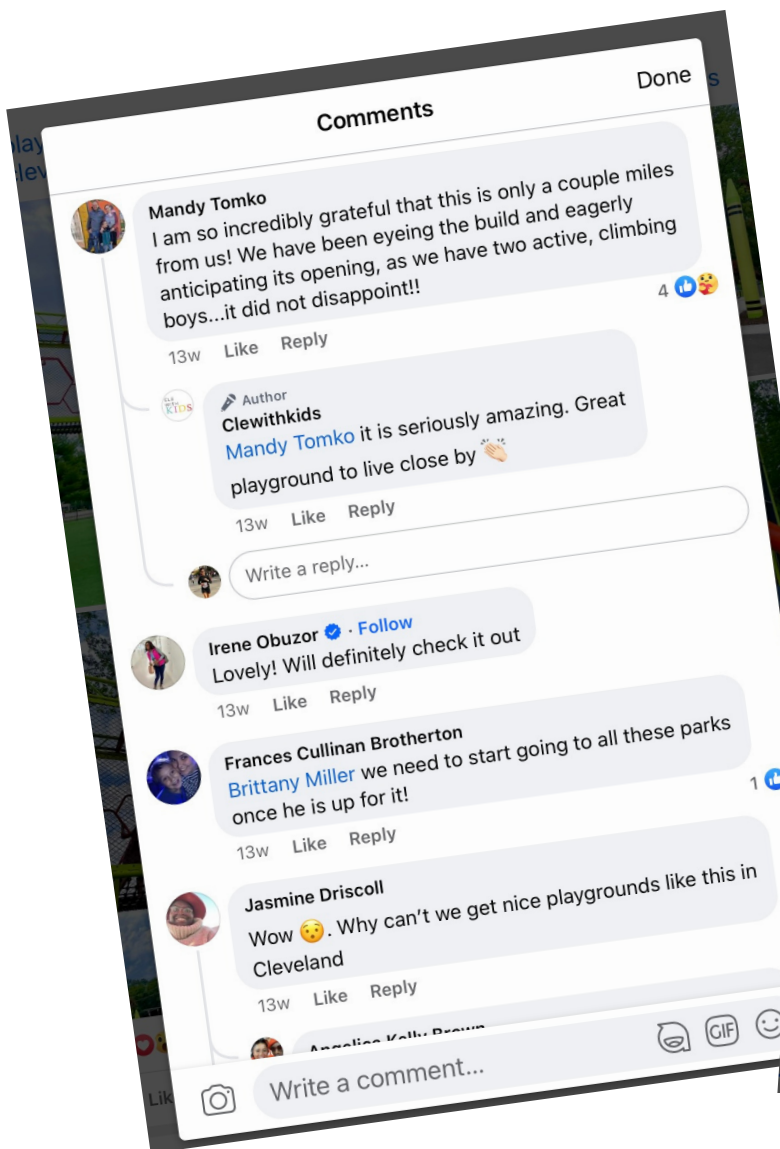 Done
Comments
Mandy Tomko
I am so incredibly grateful that this is only a couple miles
from us! We have been eyeing the build and eagerly
anticipating its opening, as we have two active, climbing
boys...it did not disappoint!!
4
13w Like Reply
Author
Clewithkids
Mandy Tomko it is seriously amazing. Great
playground to live close by 👏🏻
13w Like Reply
Write a reply...
Irene Obuzor · Follow
Lovely! Will definitely check it out
13w Like Reply
Frances Cullinan Brotherton
Brittany Miller we need to start going to all these parks
once he is up for it!
1
13w Like Reply
Jasmine Driscoll
Wow 😯. Why can't we get nice playgrounds like this in
Cleveland
13w Like Reply
Angelica Kelly Brown
GIF
Write a comment...